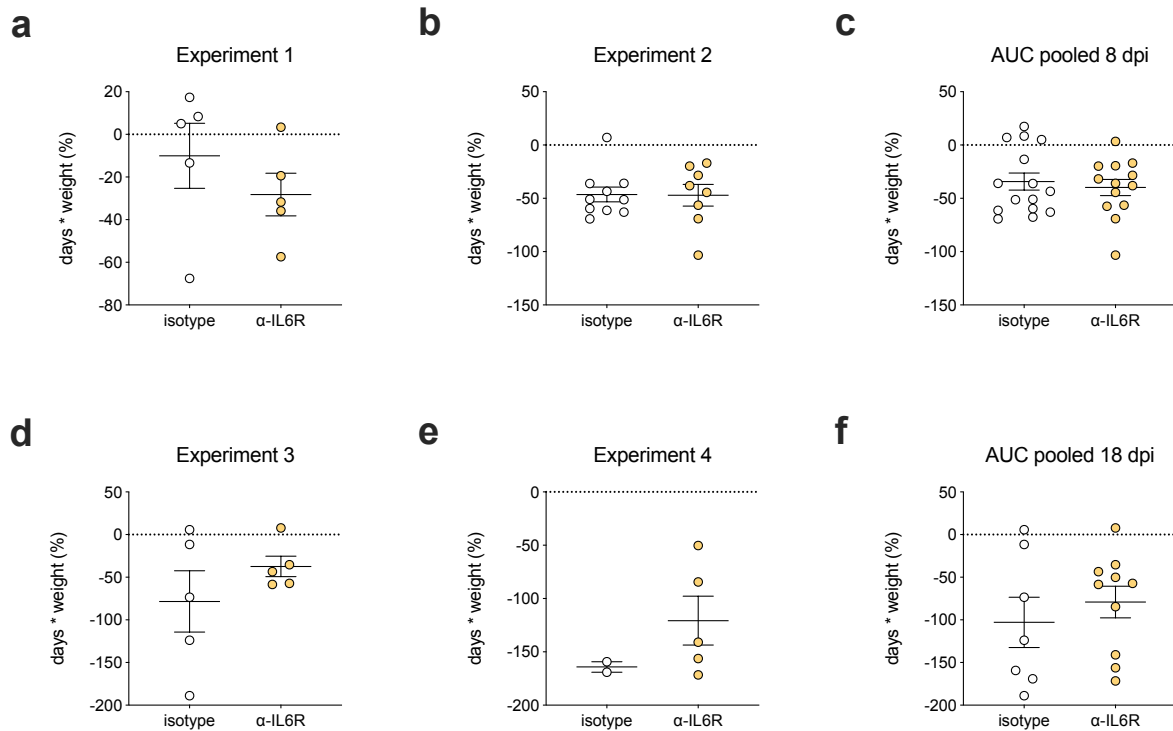 a
Experiment 1
days * weight (%)
20
0
-20
-40
-60
-80
isotype
α-IL6R
b
Experiment 2
days * weight (%)
50
0
-50
-100
-150
isotype
α-IL6R
c
AUC pooled 8 dpi
days * weight (%)
50
0
-50
-100
-150
isotype
α-IL6R
d
Experiment 3
days * weight (%)
50
0
-50
-100
-150
-200
isotype
α-IL6R
e
Experiment 4
days * weight (%)
0
-50
-100
-150
-200
isotype
α-IL6R
f
AUC pooled 18 dpi
days * weight (%)
50
0
-50
-100
-150
-200
isotype
α-IL6R